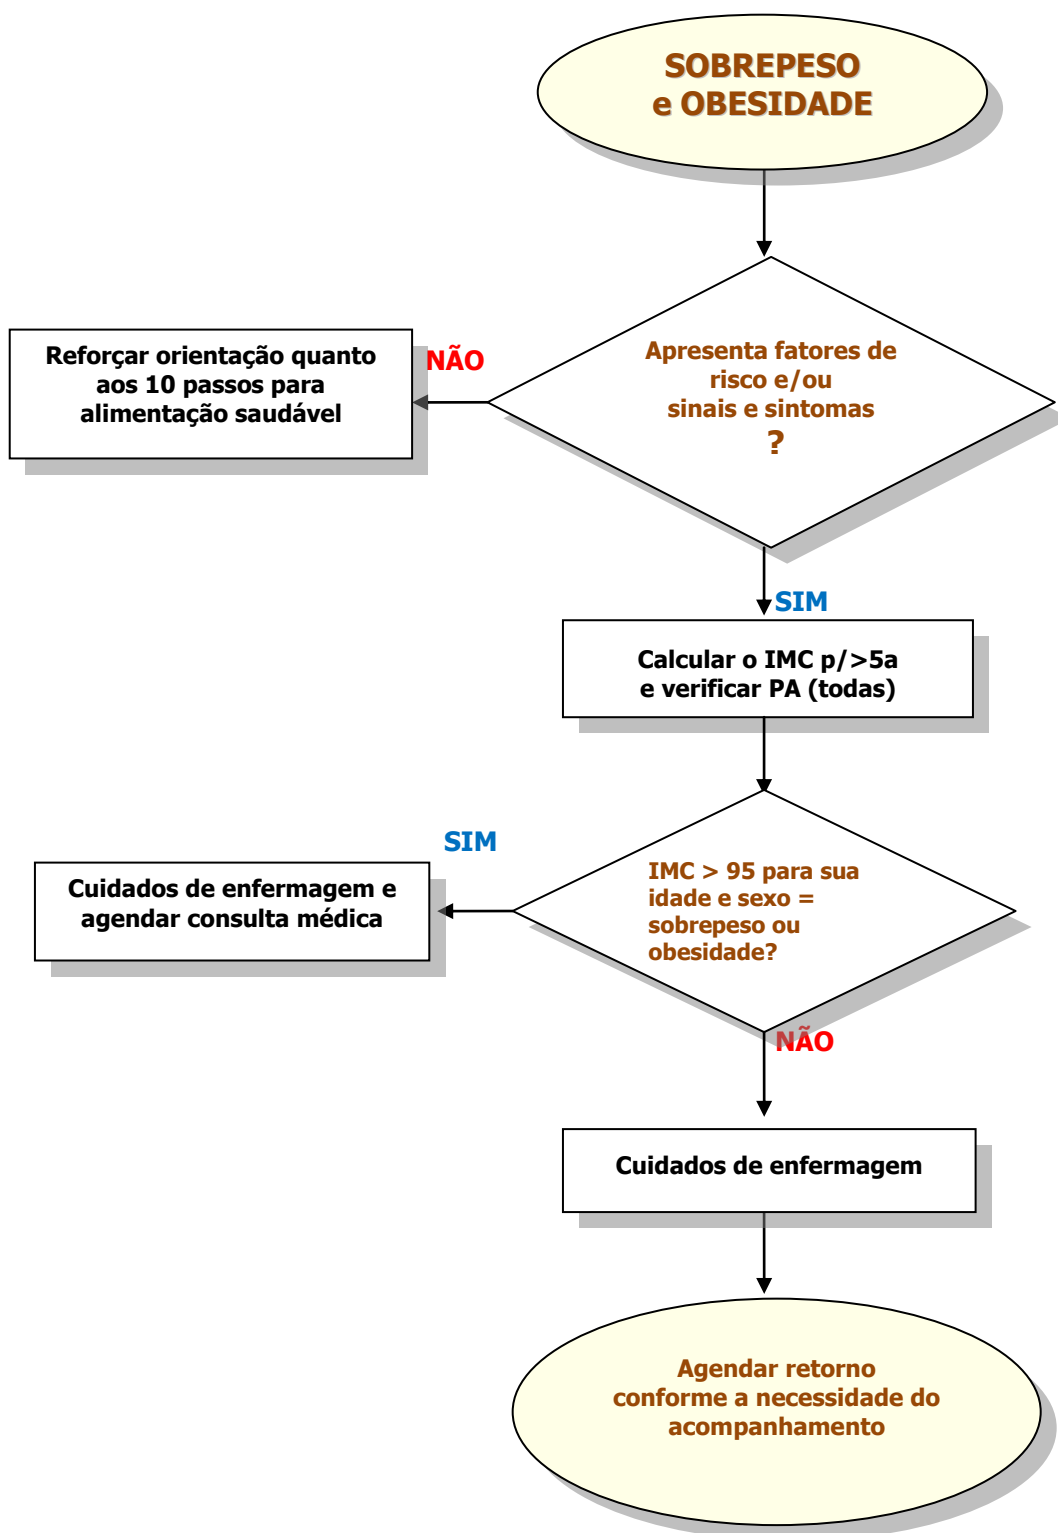 SOBREPESO
e OBESIDADE
Apresenta fatores de
risco e/ou
sinais e sintomas
?
NÃO
Reforçar orientação quanto
aos 10 passos para
alimentação saudável
SIM
Calcular o IMC p/>5a
e verificar PA (todas)
IMC > 95 para sua
idade e sexo =
sobrepeso ou
obesidade?
SIM
Cuidados de enfermagem e
agendar consulta médica
NÃO
Cuidados de enfermagem
Agendar retorno
conforme a necessidade do
acompanhamento